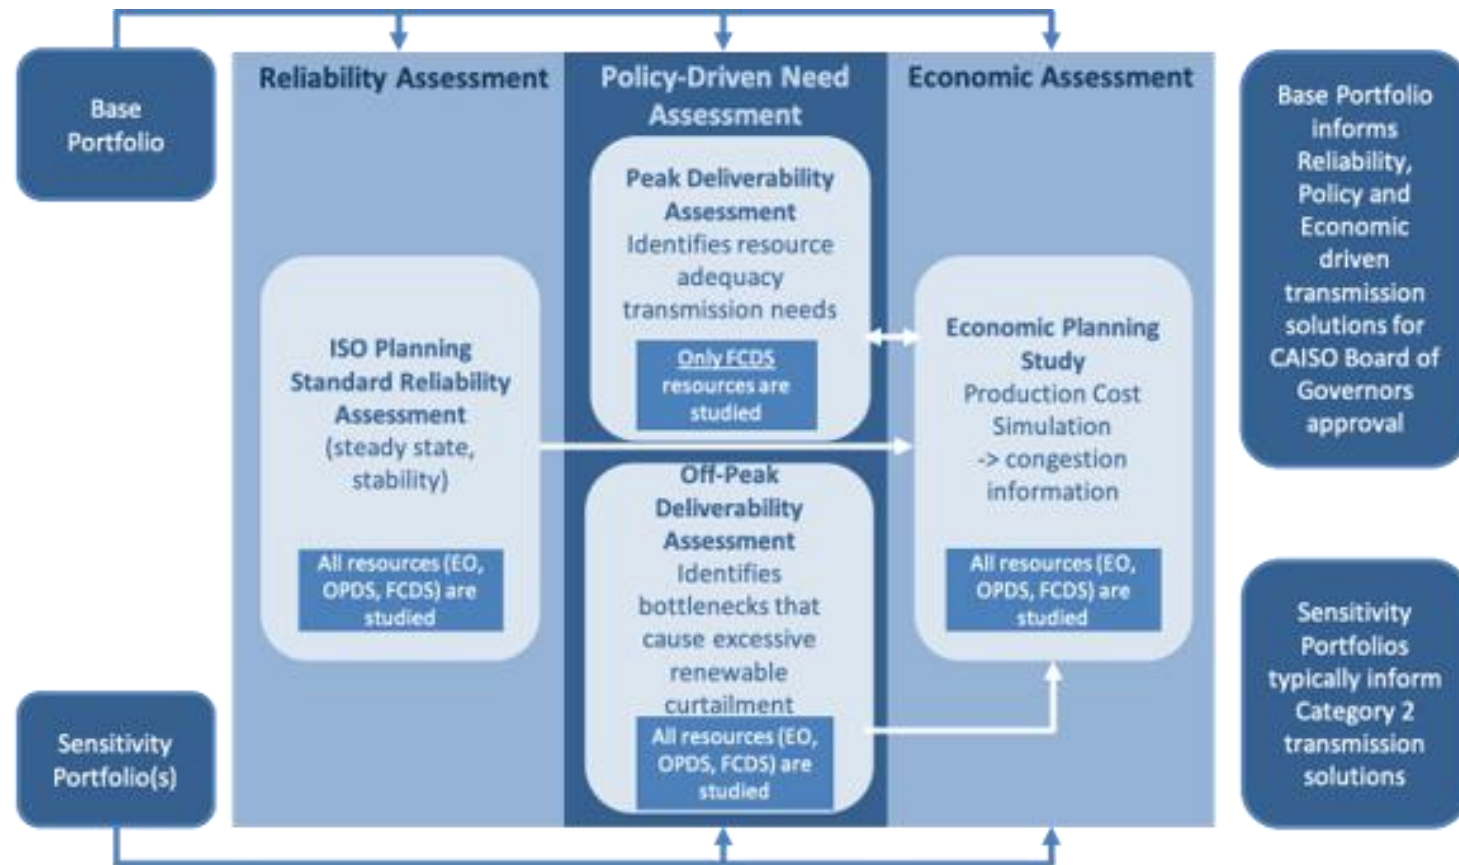 Base
Portfolio
Reliability Assessment
Policy-Driven Need
Assessment
Economic Assessment
Peak Deliverability
Assessment
Identifies resource
adequacy
transmission needs
Only FCDS
resources are
studied
ISO Planning
Standard Reliability
Assessment
(steady state,
stability)
All resources (EO,
OPDS, FCDS) are
studied
Off-Peak
Deliverability
Assessment
Identifies
bottlenecks that
cause excessive
renewable
curtailment
All resources (EO,
OPDS, FCDS) are
studied
Economic Planning
Study
Production Cost
Simulation
-> congestion
information
All resources (EO,
OPDS, FCDS) are
studied
Base Portfolio
informs
Reliability,
Policy and
Economic
driven
transmission
solutions for
CAISO Board of
Governors
approval
Sensitivity
Portfolio(s)
Sensitivity
Portfolios
typically inform
Category 2
transmission
solutions